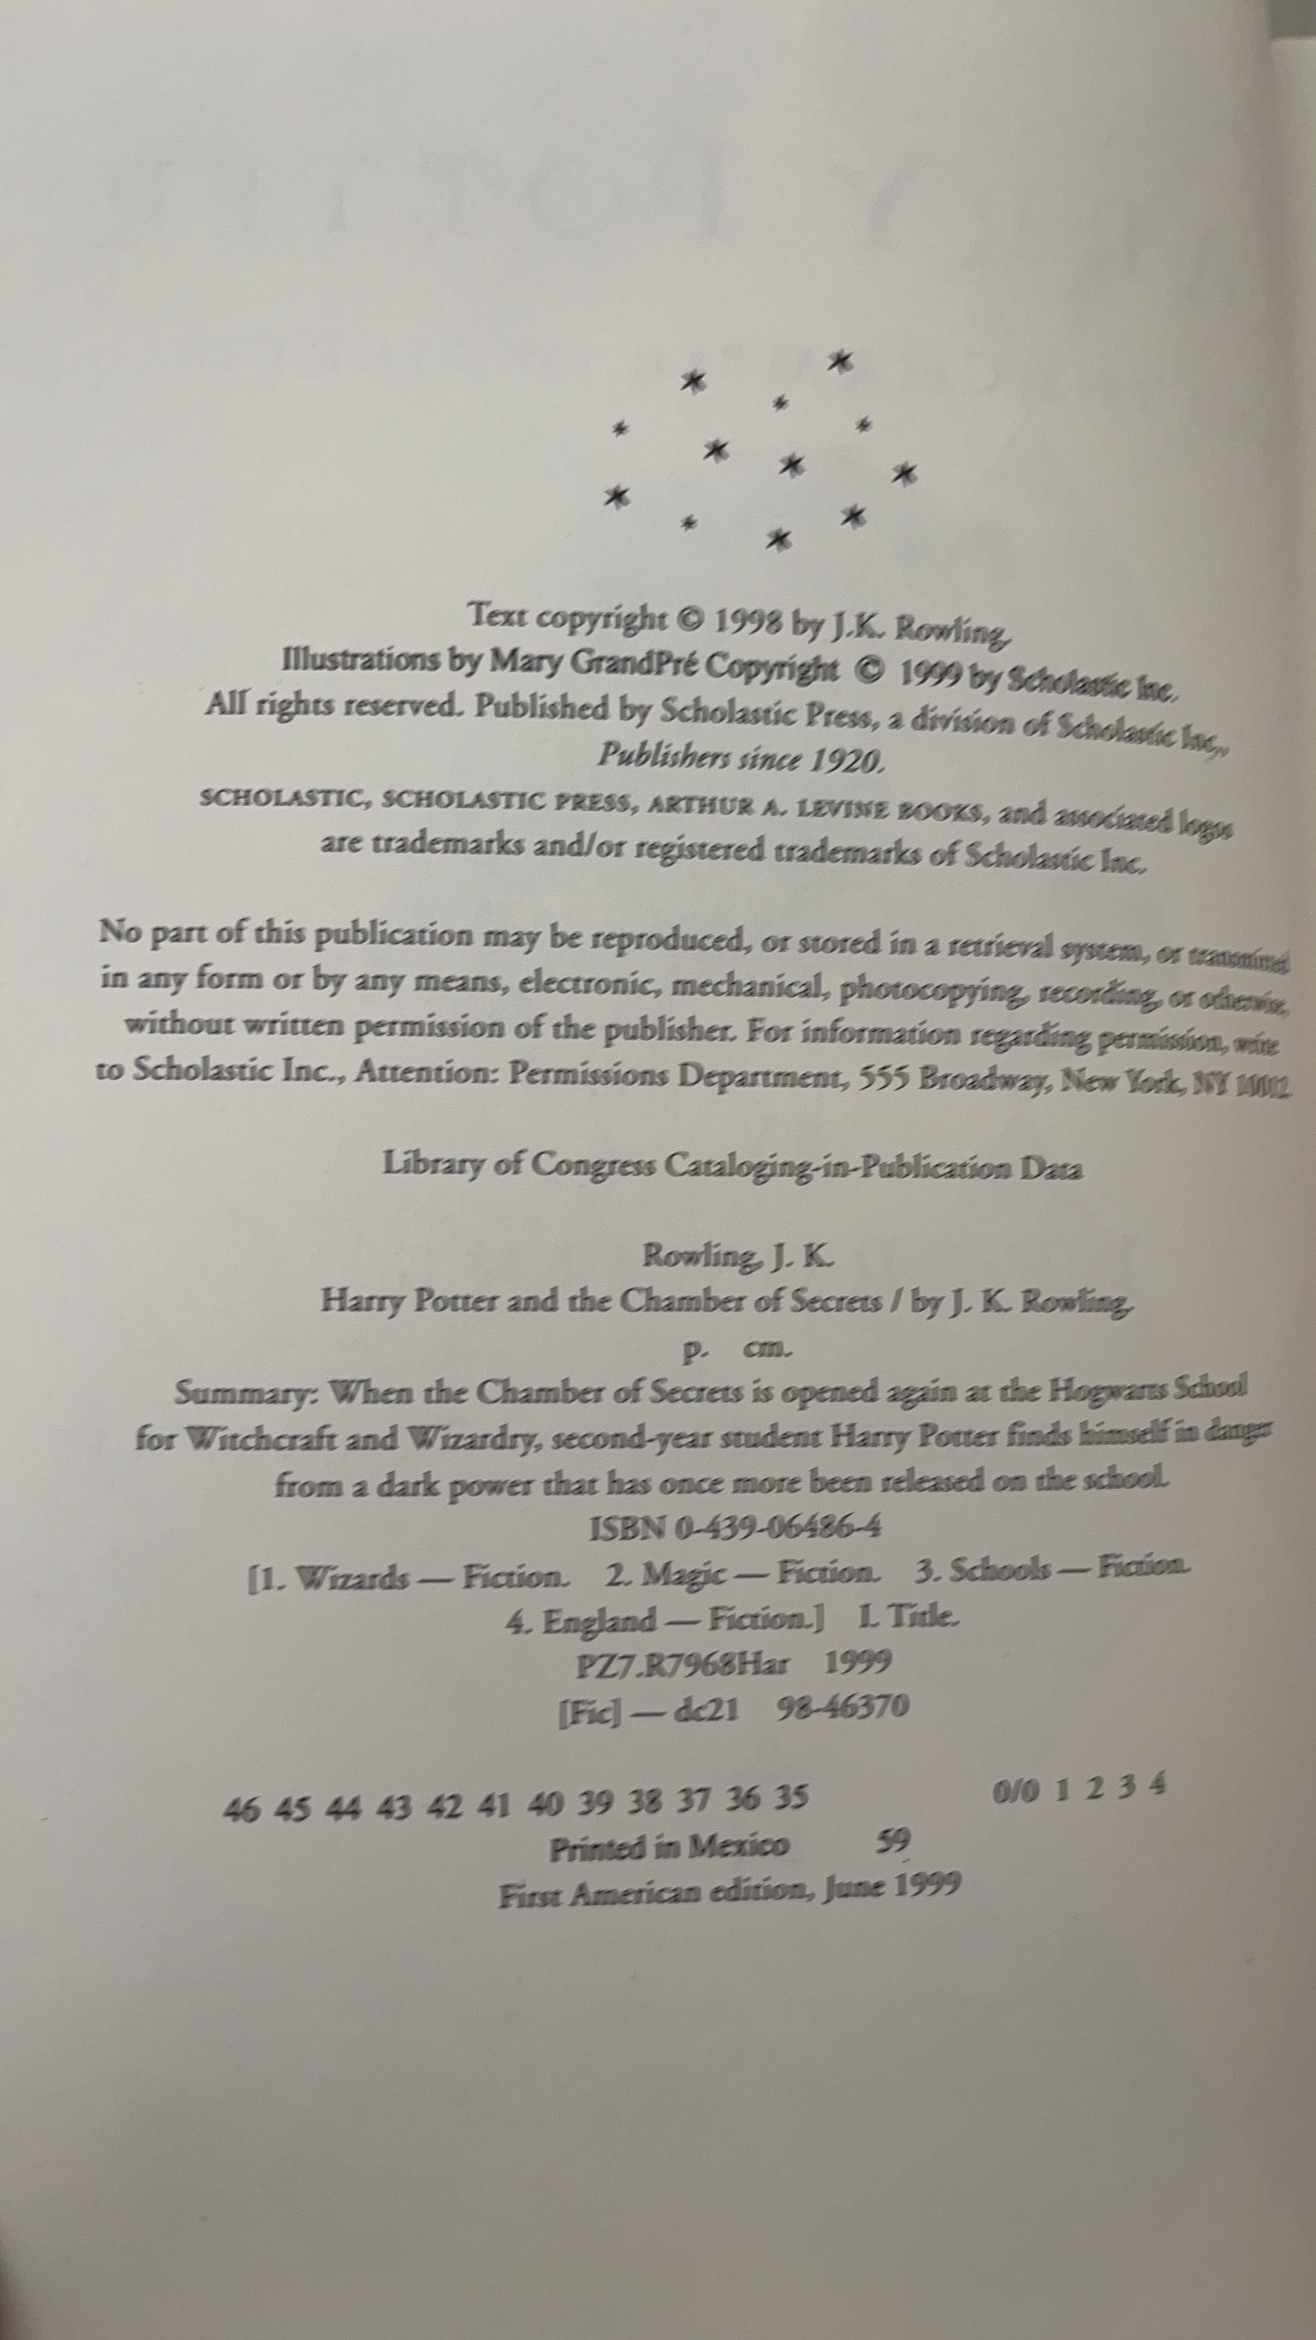 Text copyright © 1998 by J.K. Rowling.
Illustrations by Mary GrandPré Copyright © 1999 by Scholastic Inc.
All rights reserved. Published by Scholastic Press, a division of Scholastic Inc.,
Publishers since 1920.
SCHOLASTIC, SCHOLASTIC PRESS, ARTHUR A. LEVINE BOOKS, and associated logos
are trademarks and/or registered trademarks of Scholastic Inc.
No part of this publication may be reproduced, or stored in a retrieval system, or transmitted
in any form or by any means, electronic, mechanical, photocopying, recording, or otherwise,
without written permission of the publisher. For information regarding permission, write
to Scholastic Inc., Attention: Permissions Department, 555 Broadway, New York, NY 10012.
Library of Congress Cataloging-in-Publication Data
Rowling, J. K.
Harry Potter and the Chamber of Secrets / by J. K. Rowling.
p. cm.
Summary: When the Chamber of Secrets is opened again at the Hogwarts School
for Witchcraft and Wizardry, second-year student Harry Potter finds himself in danger
from a dark power that has once more been released on the school.
ISBN 0-439-06486-4
[1. Wizards — Fiction. 2. Magic — Fiction. 3. Schools — Fiction.
4. England — Fiction.] I. Title.
PZ7.R7968Har 1999
[Fic] — dc21 98-46370
46 45 44 43 42 41 40 39 38 37 36 35 0/0 1 2 3 4
Printed in Mexico 59
First American edition, June 1999